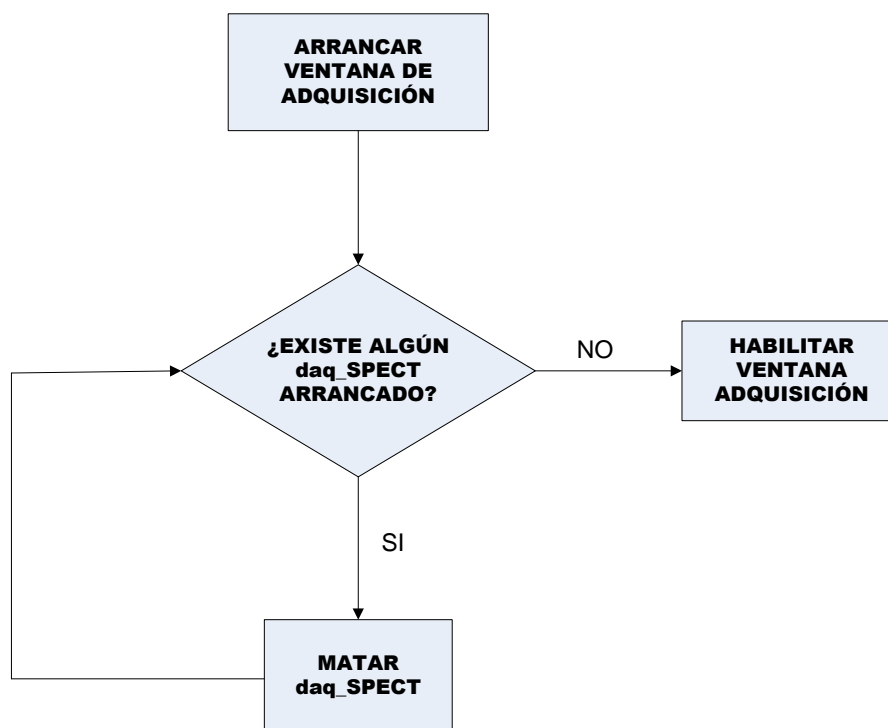 ARRANCAR
VENTANA DE
ADQUISICIÓN
¿EXISTE ALGÚN
daq_SPECT
ARRANCADO?
NO
HABILITAR
VENTANA
ADQUISICIÓN
SI
MATAR
daq_SPECT